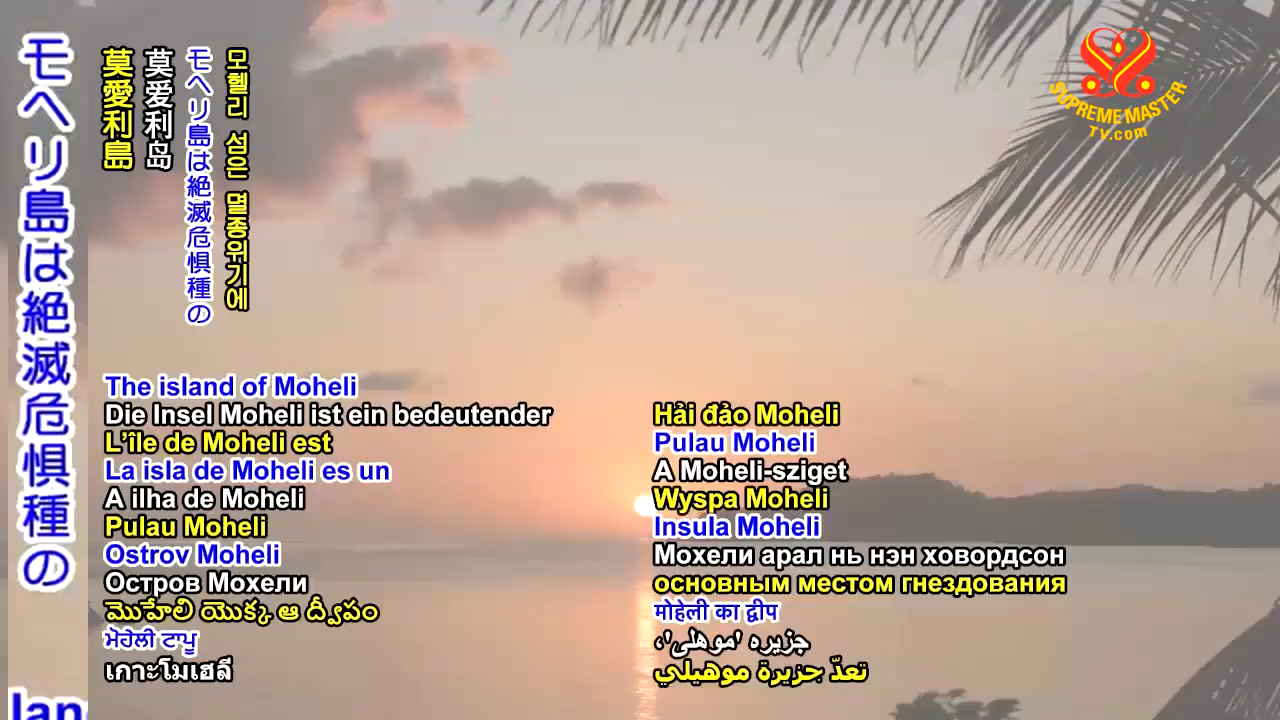 モヘリ島は絶滅危惧種の
莫愛利島
莫爱利岛
モヘリ島は絶滅危惧種の
모헬리 섬은 멸종위기에
SUPREME MASTER
TV.com
The island of Moheli
Die Insel Moheli ist ein bedeutender
L'île de Moheli est
La isla de Moheli es un
A ilha de Moheli
Pulau Moheli
Ostrov Moheli
Остров Мохели
మొహేలి యొక్క ఆ ద్వీపం
ਮੋਹੇਲੀ ਟਾਪੂ
เกาะโมเฮลี
Hải đảo Moheli
Pulau Moheli
A Moheli-sziget
Wyspa Moheli
Insula Moheli
Мохели арал нь нэн ховордсон
основным местом гнездования
मोहेली का द्वीप
جزیره 'موهلی'،
تعدّ جزيرة موهيلي
lan